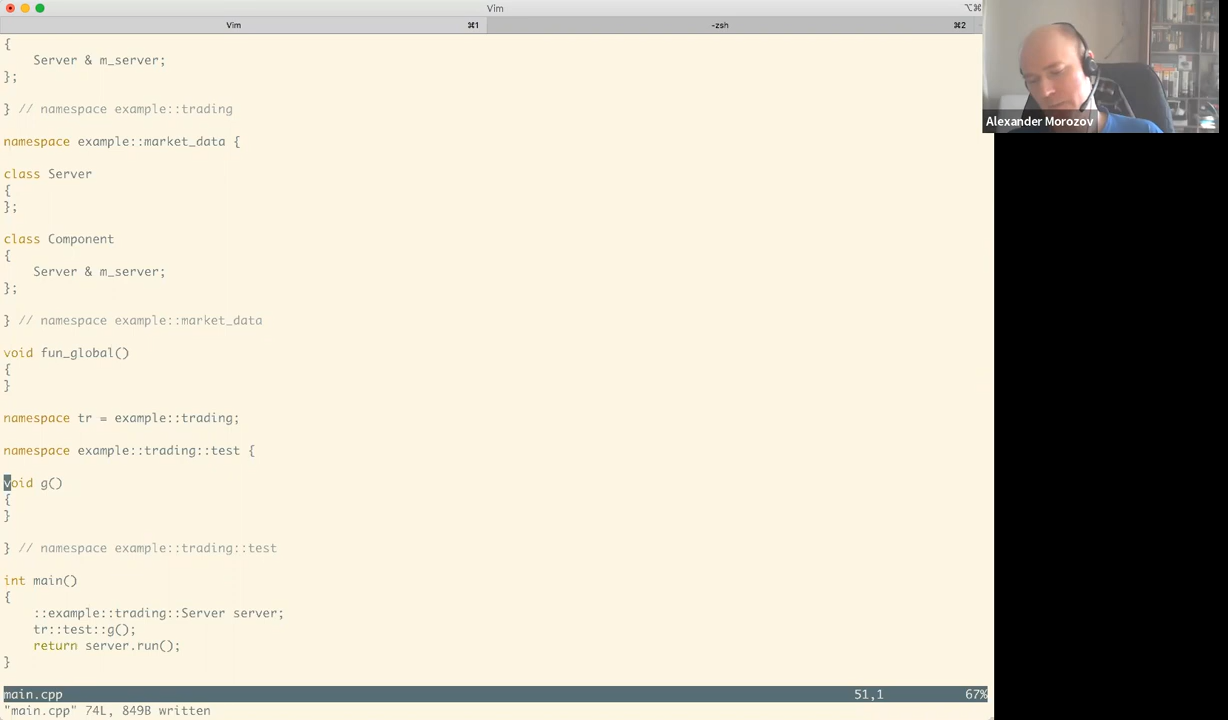 Vim
Vim ⌘1 -zsh ⌘2
{
    Server & m_server;
};
} // namespace example::trading
namespace example::market_data {
class Server
{
};
class Component
{
    Server & m_server;
};
} // namespace example::market_data
void fun_global()
{
}
namespace tr = example::trading;
namespace example::trading::test {
void g()
{
}
} // namespace example::trading::test
int main()
{
    ::example::trading::Server server;
    tr::test::g();
    return server.run();
}
main.cpp 51,1 67%
"main.cpp" 74L, 849B written
Alexander Morozov